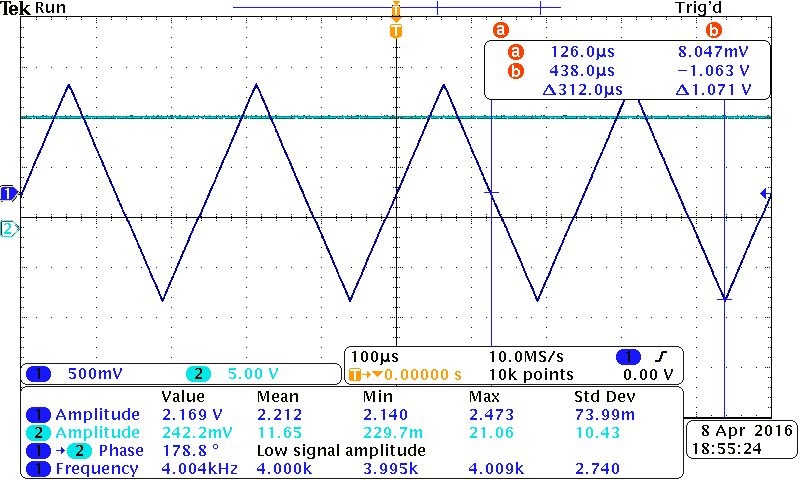 Tek Run Trig'd
T
T a b
a 126.0µs 8.047mV
b 438.0µs −1.063 V
Δ312.0µs Δ1.071 V
1
2
1 500mV 2 5.00 V
100µs 10.0MS/s 1
T 0.00000 s 10k points 0.00 V
Value Mean Min Max Std Dev
1 Amplitude 2.169 V 2.212 2.140 2.473 73.99m
2 Amplitude 242.2mV 11.65 229.7m 21.06 10.43
1 → 2 Phase 178.8 ° Low signal amplitude
1 Frequency 4.004kHz 4.000k 3.995k 4.009k 2.740
8 Apr 2016
18:55:24